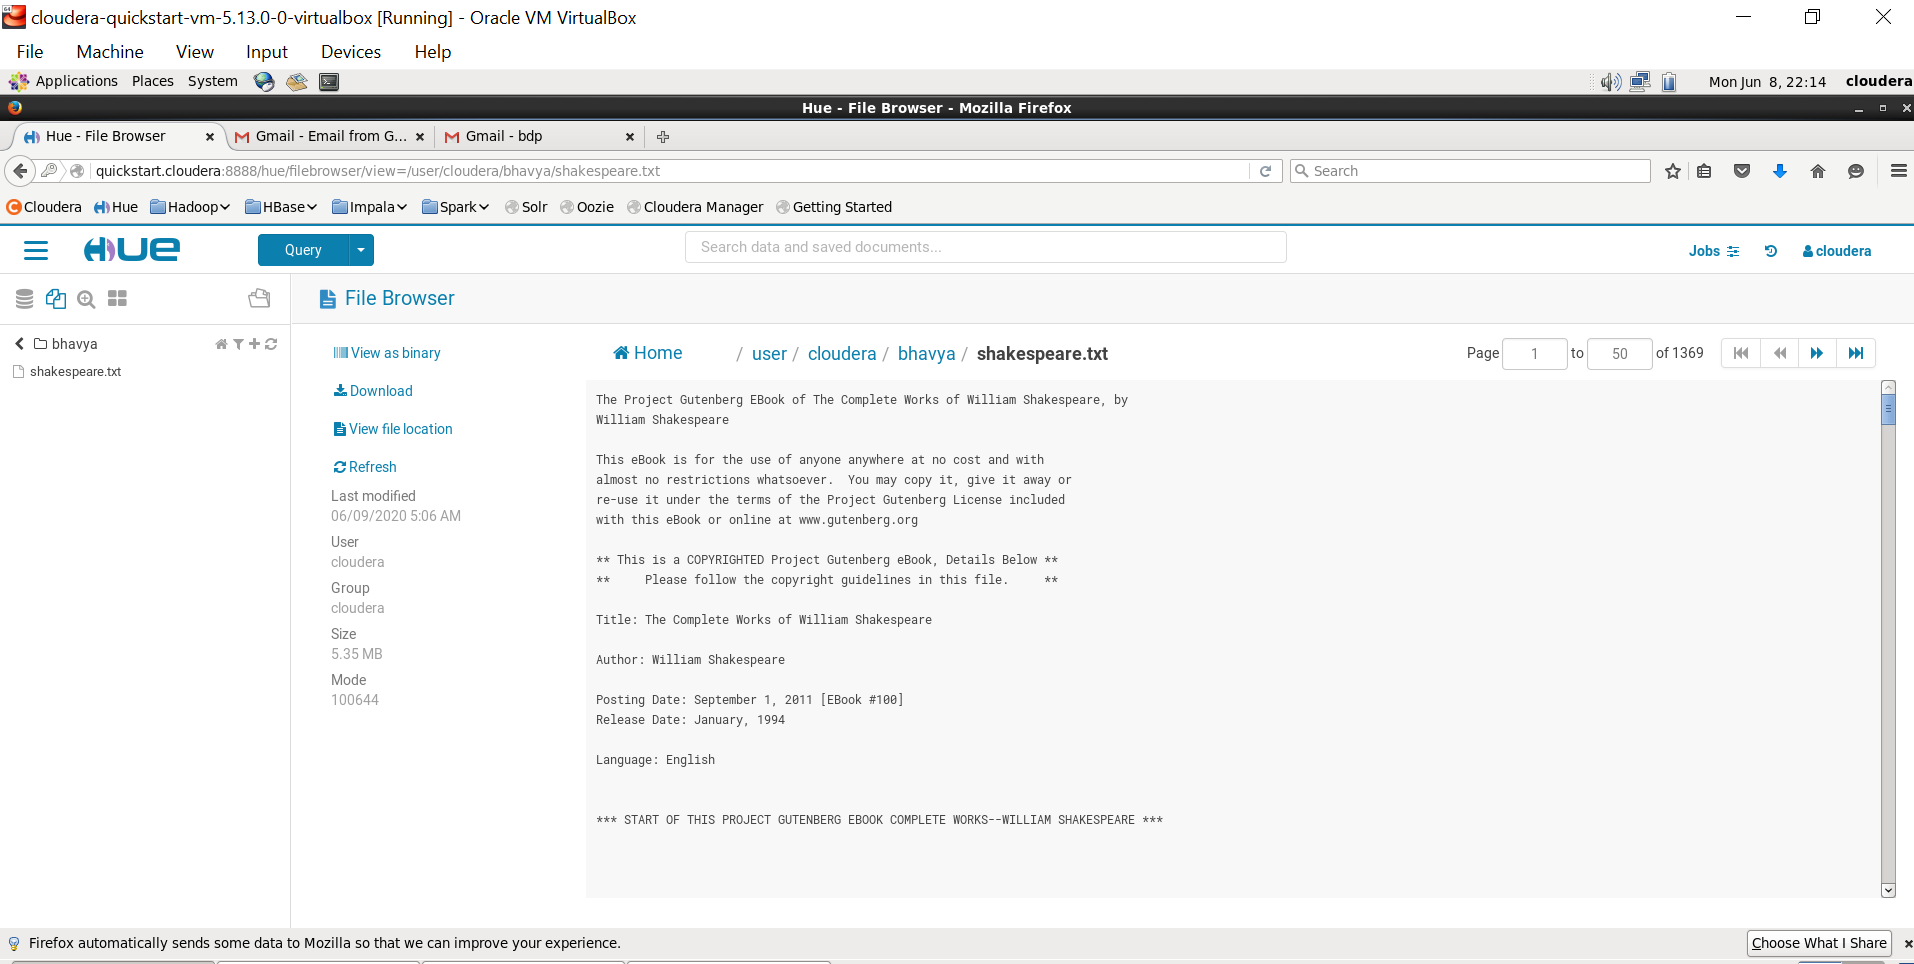 cloudera-quickstart-vm-5.13.0-0-virtualbox [Running] - Oracle VM VirtualBox
File Machine View Input Devices Help
Applications Places System Mon Jun 8, 22:14 cloudera
Hue - File Browser - Mozilla Firefox
Hue - File Browser Gmail - Email from G... Gmail - bdp
quickstart.cloudera:8888/hue/filebrowser/view=/user/cloudera/bhavya/shakespeare.txt Search
Cloudera Hue Hadoop HBase Impala Spark Solr Oozie Cloudera Manager Getting Started
HUE Query Search data and saved documents... Jobs cloudera
File Browser
bhavya
shakespeare.txt
View as binary
Download
View file location
Refresh
Last modified
06/09/2020 5:06 AM
User
cloudera
Group
cloudera
Size
5.35 MB
Mode
100644
Home / user / cloudera / bhavya / shakespeare.txt Page 1 to 50 of 1369
The Project Gutenberg EBook of The Complete Works of William Shakespeare, by
William Shakespeare
This eBook is for the use of anyone anywhere at no cost and with
almost no restrictions whatsoever.  You may copy it, give it away or
re-use it under the terms of the Project Gutenberg License included
with this eBook or online at www.gutenberg.org
** This is a COPYRIGHTED Project Gutenberg eBook, Details Below **
**     Please follow the copyright guidelines in this file.     **
Title: The Complete Works of William Shakespeare
Author: William Shakespeare
Posting Date: September 1, 2011 [EBook #100]
Release Date: January, 1994
Language: English
*** START OF THIS PROJECT GUTENBERG EBOOK COMPLETE WORKS--WILLIAM SHAKESPEARE ***
Firefox automatically sends some data to Mozilla so that we can improve your experience. Choose What I Share